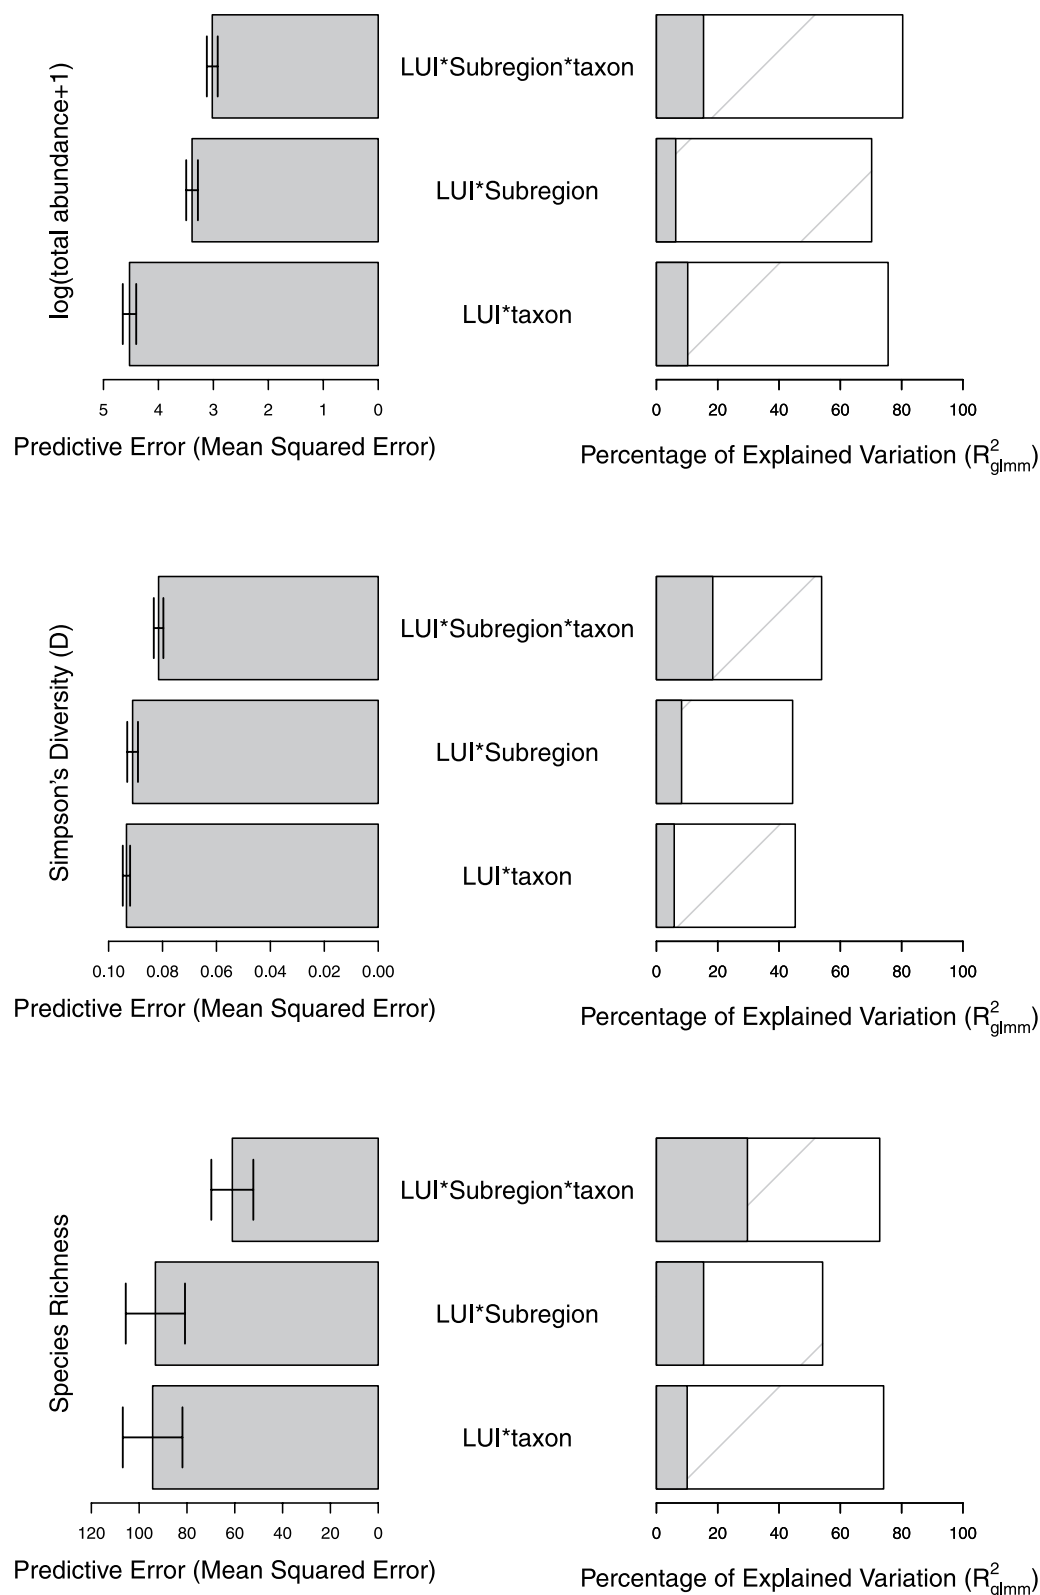 log(total abundance+1)
LUI*Subregion*taxon
LUI*Subregion
LUI*taxon
5 4 3 2 1 0
0 20 40 60 80 100
Predictive Error (Mean Squared Error)
Percentage of Explained Variation (R²glmm)
Simpson's Diversity (D)
LUI*Subregion*taxon
LUI*Subregion
LUI*taxon
0.10 0.08 0.06 0.04 0.02 0.00
0 20 40 60 80 100
Predictive Error (Mean Squared Error)
Percentage of Explained Variation (R²glmm)
Species Richness
LUI*Subregion*taxon
LUI*Subregion
LUI*taxon
120 100 80 60 40 20 0
0 20 40 60 80 100
Predictive Error (Mean Squared Error)
Percentage of Explained Variation (R²glmm)